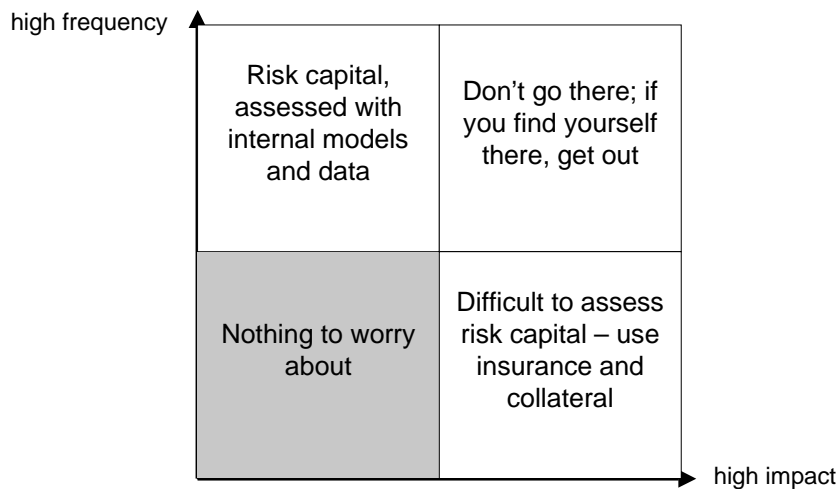 high frequency
Risk capital,
assessed with
internal models
and data
Don’t go there; if
you find yourself
there, get out
Nothing to worry
about
Difficult to assess
risk capital – use
insurance and
collateral
high impact